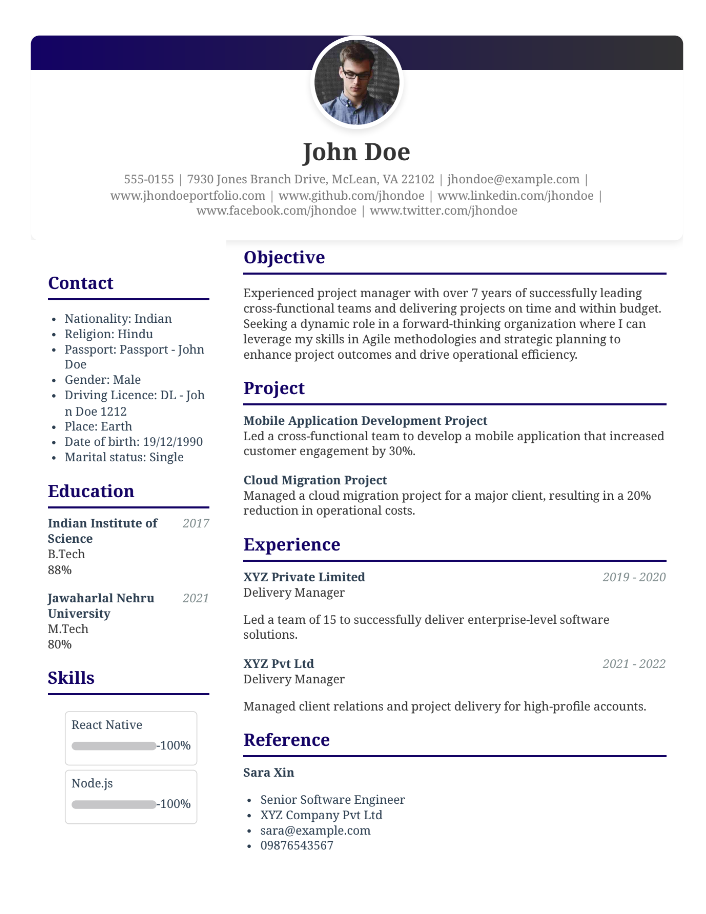 John Doe
555-0155 | 7930 Jones Branch Drive, McLean, VA 22102 | jhondoe@example.com |
www.jhondoeportfolio.com | www.github.com/jhondoe | www.linkedin.com/jhondoe |
www.facebook.com/jhondoe | www.twitter.com/jhondoe
Contact
• Nationality: Indian
• Religion: Hindu
• Passport: Passport - John
Doe
• Gender: Male
• Driving Licence: DL - Joh
n Doe 1212
• Place: Earth
• Date of birth: 19/12/1990
• Marital status: Single
Education
Indian Institute of 2017
Science
B.Tech
88%
Jawaharlal Nehru 2021
University
M.Tech
80%
Skills
React Native
-100%
Node.js
-100%
Objective
Experienced project manager with over 7 years of successfully leading
cross-functional teams and delivering projects on time and within budget.
Seeking a dynamic role in a forward-thinking organization where I can
leverage my skills in Agile methodologies and strategic planning to
enhance project outcomes and drive operational efficiency.
Project
Mobile Application Development Project
Led a cross-functional team to develop a mobile application that increased
customer engagement by 30%.
Cloud Migration Project
Managed a cloud migration project for a major client, resulting in a 20%
reduction in operational costs.
Experience
XYZ Private Limited 2019 - 2020
Delivery Manager
Led a team of 15 to successfully deliver enterprise-level software
solutions.
XYZ Pvt Ltd 2021 - 2022
Delivery Manager
Managed client relations and project delivery for high-profile accounts.
Reference
Sara Xin
• Senior Software Engineer
• XYZ Company Pvt Ltd
• sara@example.com
• 09876543567